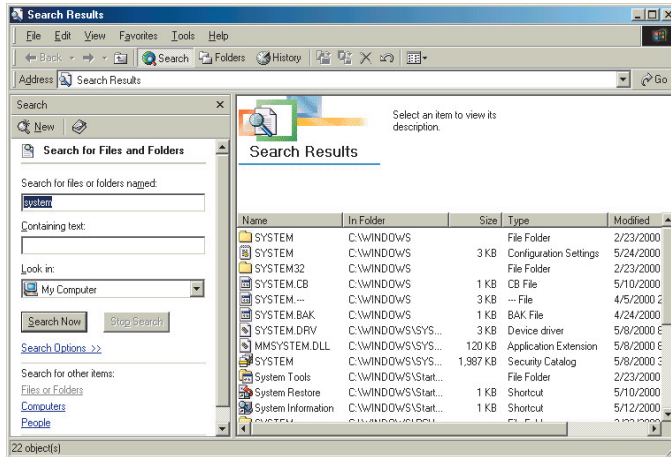 Search Results
File Edit View Favorites Tools Help
Back Search Folders History
Address Search Results Go
Search
New
Search for Files and Folders
Search for files or folders named:
system
Containing text:
Look in:
My Computer
Search Now Stop Search
Search Options >>
Search for other items:
Files or Folders
Computers
People
Search Results
Select an item to view its
description.
Name In Folder Size Type Modified
SYSTEM C:\WINDOWS File Folder 2/23/2000
SYSTEM C:\WINDOWS 3 KB Configuration Settings 5/24/2000
SYSTEM32 C:\WINDOWS File Folder 2/23/2000
SYSTEM.CB C:\WINDOWS 1 KB CB File 5/10/2000
SYSTEM.--- C:\WINDOWS 3 KB --- File 4/5/2000 2
SYSTEM.BAK C:\WINDOWS 1 KB BAK File 4/24/2000
SYSTEM.DRV C:\WINDOWS\SYS... 3 KB Device driver 5/8/2000
MMSYSTEM.DLL C:\WINDOWS\SYS... 120 KB Application Extension 5/8/2000
SYSTEM C:\WINDOWS\SYS... 1,987 KB Security Catalog 5/8/2000 3
System Tools C:\WINDOWS\Start... File Folder 2/23/2000
System Restore C:\WINDOWS\Start... 1 KB Shortcut 5/10/2000
System Information C:\WINDOWS\Start... 1 KB Shortcut 5/12/2000
22 object(s)